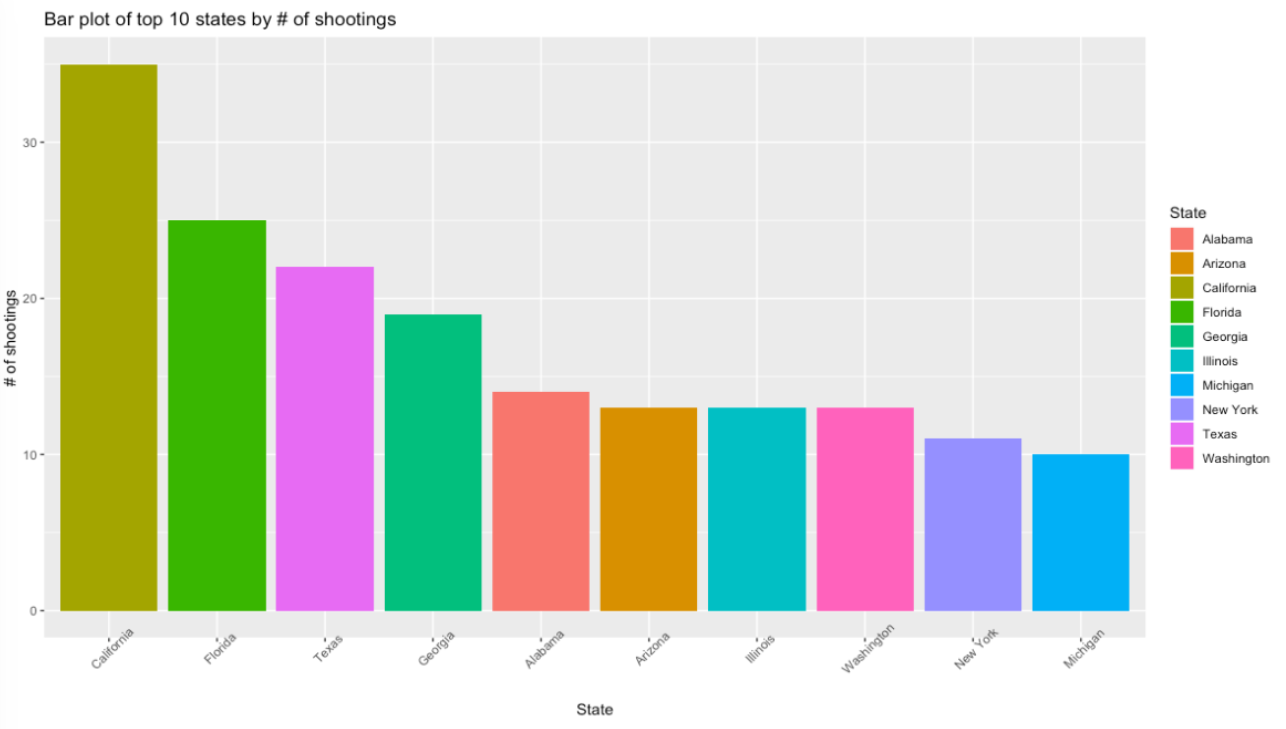 Bar plot of top 10 states by # of shootings
# of shootings
30
20
10
0
California
Florida
Texas
Georgia
Alabama
Arizona
Illinois
Washington
New York
Michigan
State
State
Alabama
Arizona
California
Florida
Georgia
Illinois
Michigan
New York
Texas
Washington